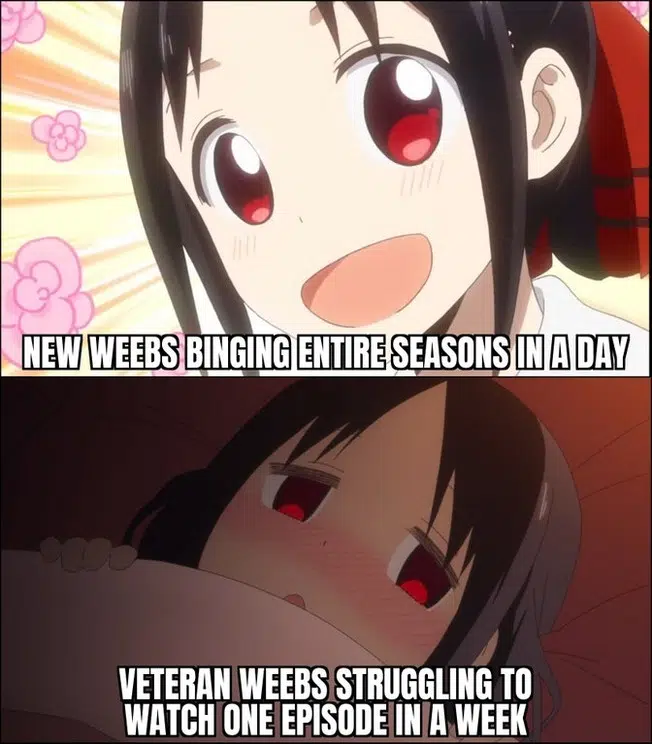 NEW WEEBS BINGING ENTIRE SEASONS IN A DAY
VETERAN WEEBS STRUGGLING TO
WATCH ONE EPISODE IN A WEEK